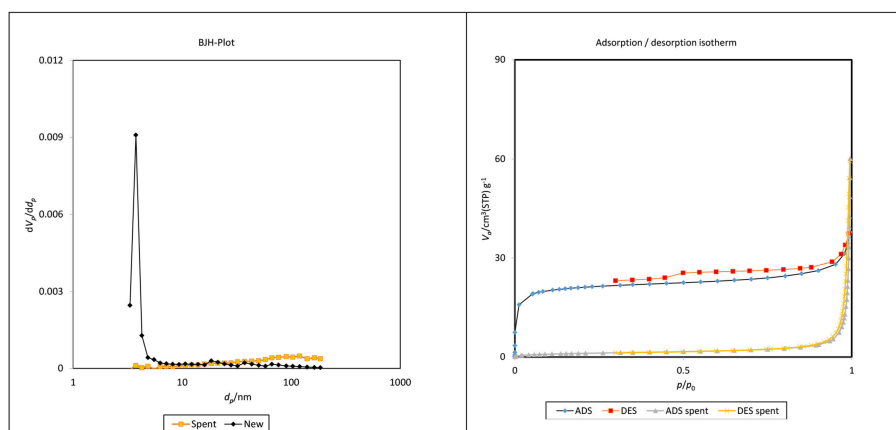 BJH-Plot
0.012
0.009
0.006
0.003
0
dVp/ddp
1
10
100
1000
dp/nm
Spent
New
Adsorption / desorption isotherm
90
60
30
0
Va/cm³(STP) g⁻¹
0
0.5
1
p/p₀
ADS
DES
ADS spent
DES spent